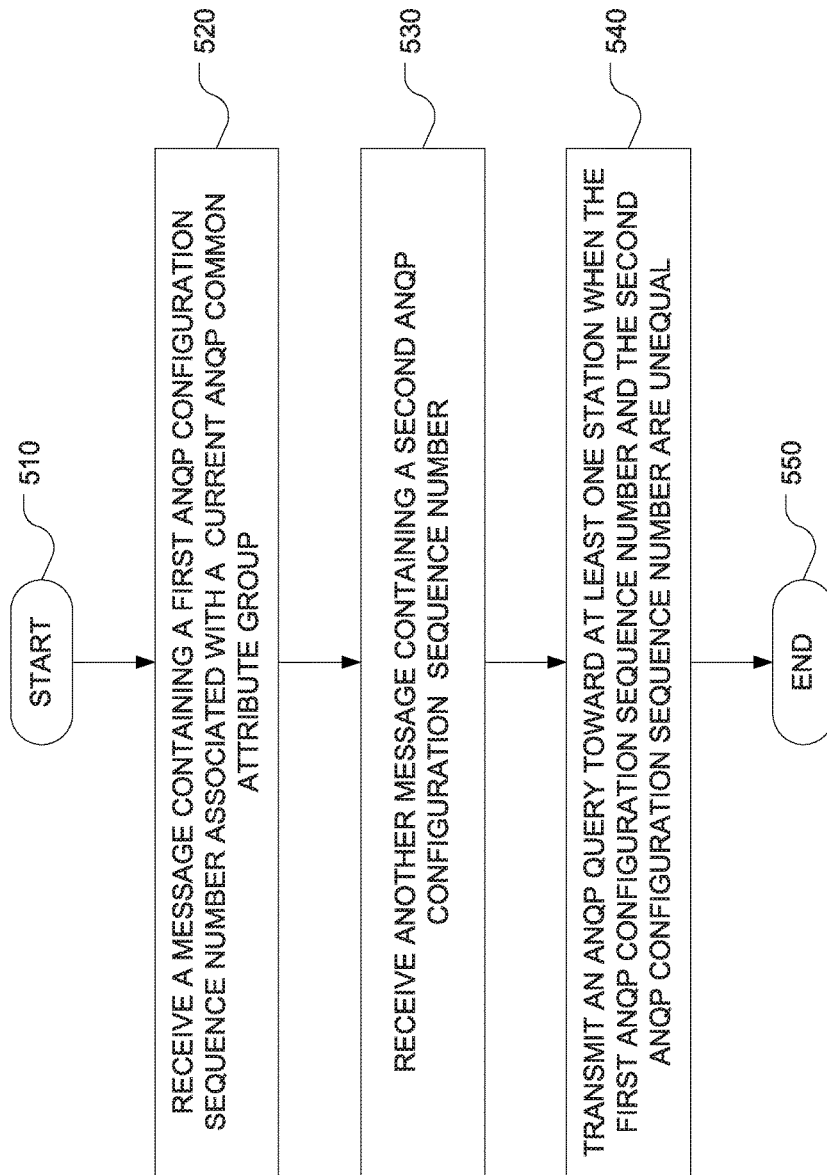 START
510
RECEIVE A MESSAGE CONTAINING A FIRST ANQP CONFIGURATION
SEQUENCE NUMBER ASSOCIATED WITH A CURRENT ANQP COMMON
ATTRIBUTE GROUP
520
RECEIVE ANOTHER MESSAGE CONTAINING A SECOND ANQP
CONFIGURATION SEQUENCE NUMBER
530
TRANSMIT AN ANQP QUERY TOWARD AT LEAST ONE STATION WHEN THE
FIRST ANQP CONFIGURATION SEQUENCE NUMBER AND THE SECOND
ANQP CONFIGURATION SEQUENCE NUMBER ARE UNEQUAL
540
END
550